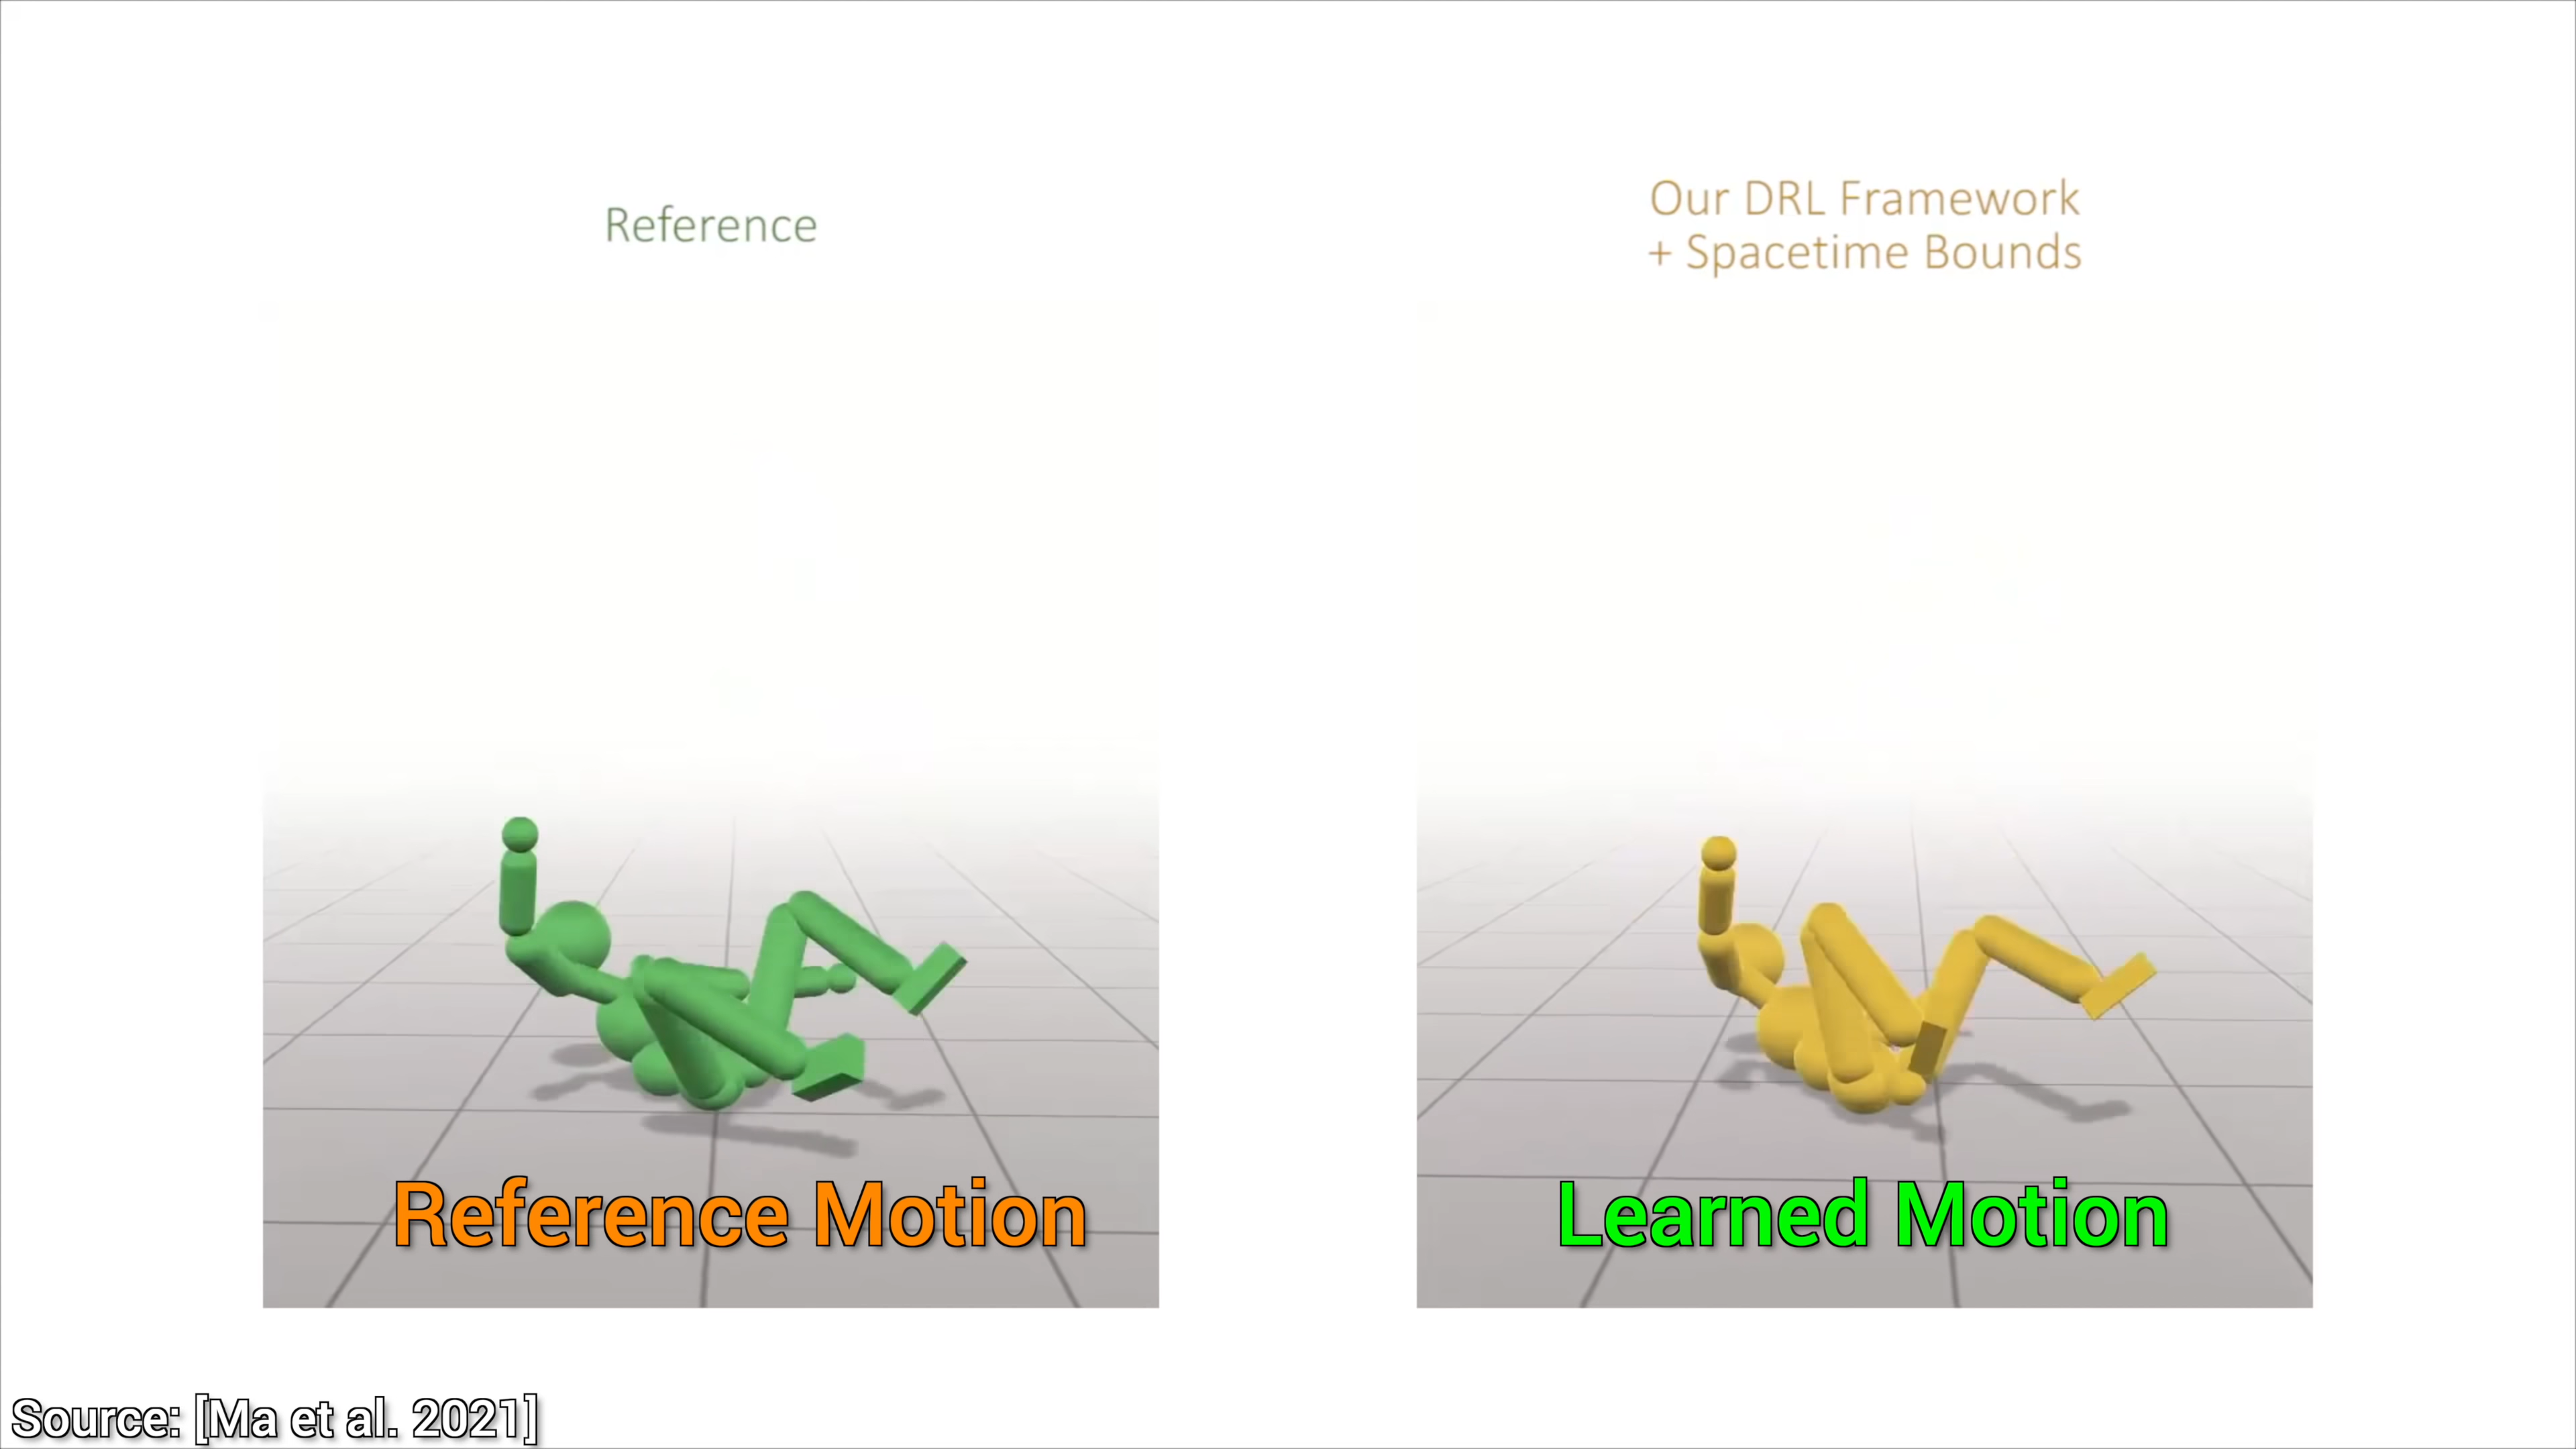 Reference
Our DRL Framework
+ Spacetime Bounds
Reference Motion
Learned Motion
Source: [Ma et al. 2021]